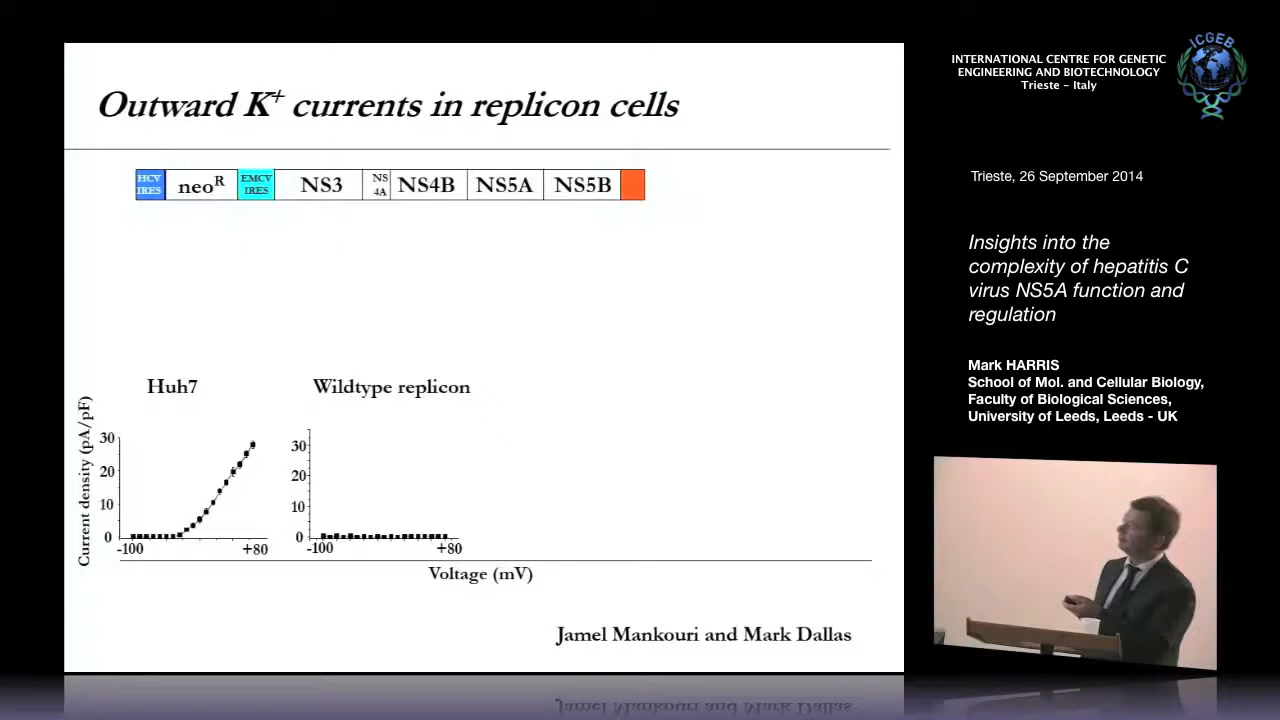 Outward K+ currents in replicon cells
HCV
IRES
neoR
EMCV
IRES
NS3
NS
4A
NS4B
NS5A
NS5B
Huh7
Wildtype replicon
Current density (pA/pF)
30
20
10
0
-100
+80
30
20
10
0
-100
+80
Voltage (mV)
Jamel Mankouri and Mark Dallas
INTERNATIONAL CENTRE FOR GENETIC
ENGINEERING AND BIOTECHNOLOGY
Trieste - Italy
ICGEB
Trieste, 26 September 2014
Insights into the
complexity of hepatitis C
virus NS5A function and
regulation
Mark HARRIS
School of Mol. and Cellular Biology,
Faculty of Biological Sciences,
University of Leeds, Leeds - UK